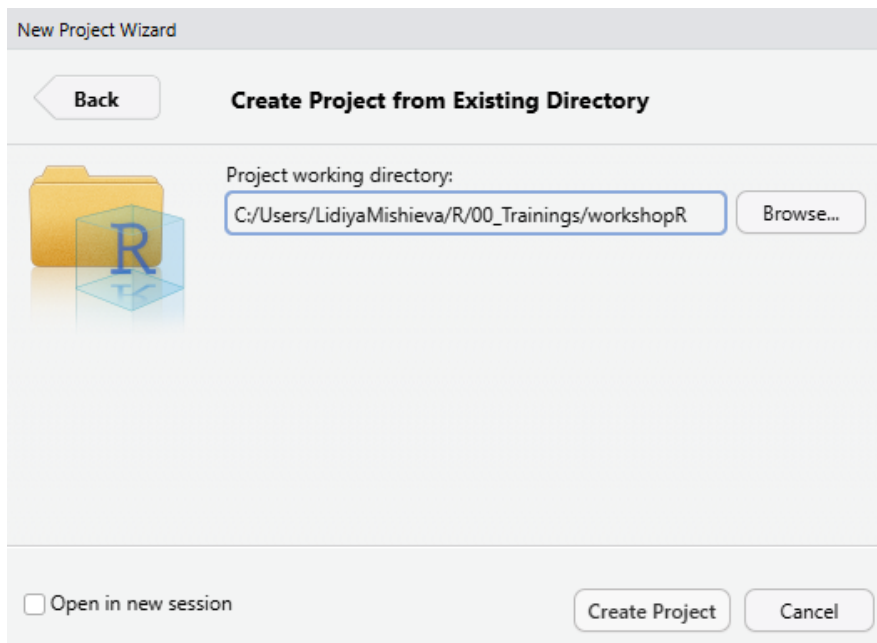 New Project Wizard
Back
Create Project from Existing Directory
Project working directory:
C:/Users/LidiyaMishieva/R/00_Trainings/workshopR
Browse...
R
Open in new session
Create Project
Cancel